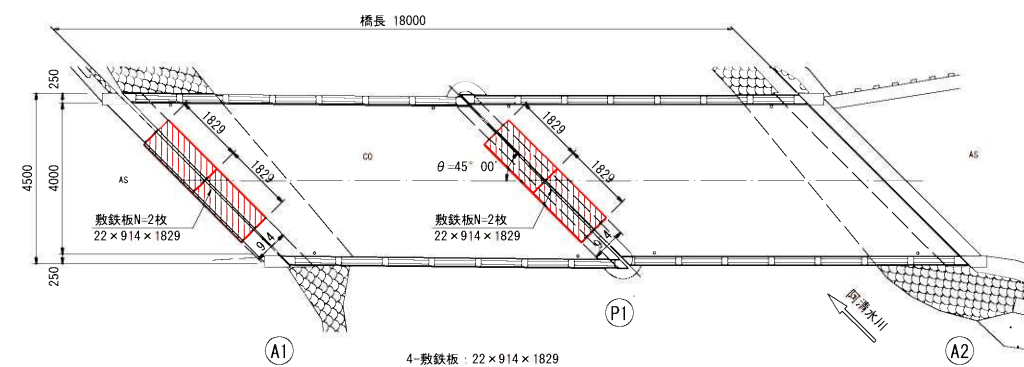 橋長 18000
250
4500
4000
250
1829
1829
1829
1829
AS
CO
AS
θ=45° 00'
敷鉄板N=2枚
22×914×1829
敷鉄板N=2枚
22×914×1829
914
914
A1
P1
A2
阿清水川
4-敷鉄板：22×914×1829